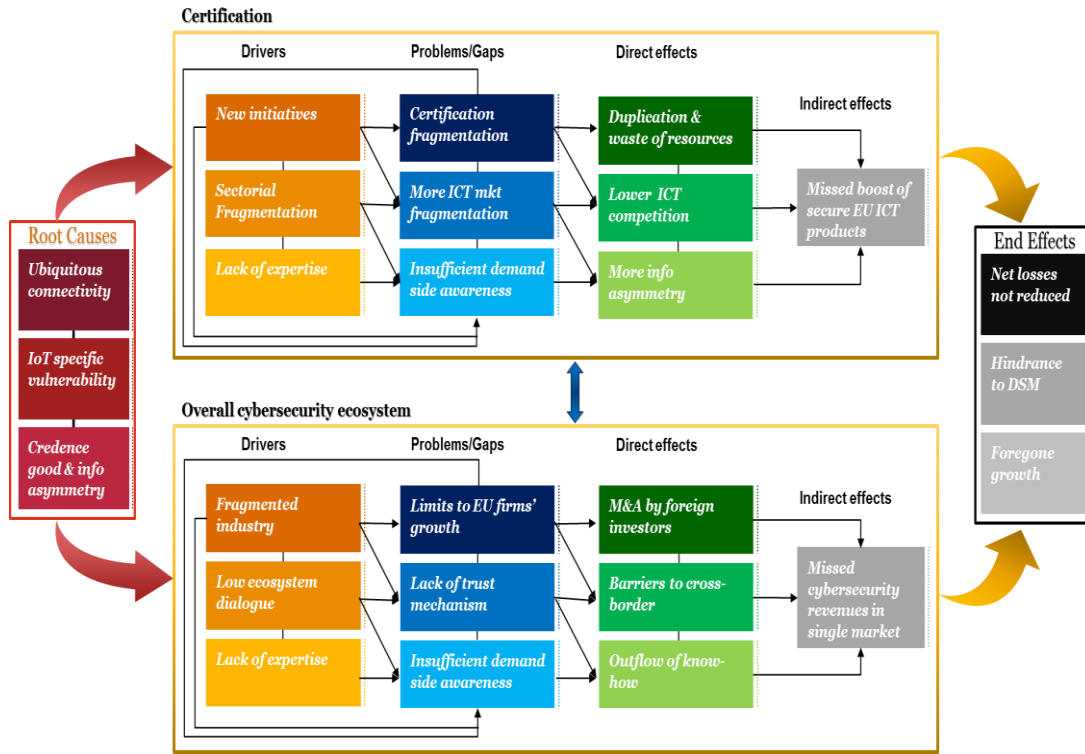 Certification
Drivers
Problems/Gaps
Direct effects
Indirect effects
New initiatives
Certification
fragmentation
Duplication &
waste of resources
Sectorial
Fragmentation
More ICT mkt
fragmentation
Lower ICT
competition
Missed boost of
secure EU ICT
products
Lack of expertise
Insufficient demand
side awareness
More info
asymmetry
Root Causes
Ubiquitous
connectivity
IoT specific
vulnerability
Credence
good & info
asymmetry
End Effects
Net losses
not reduced
Hindrance
to DSM
Foregone
growth
Overall cybersecurity ecosystem
Drivers
Problems/Gaps
Direct effects
Indirect effects
Fragmented
industry
Limits to EU firms'
growth
M&A by foreign
investors
Low ecosystem
dialogue
Lack of trust
mechanism
Barriers to cross-
border
Missed
cybersecurity
revenues in
single market
Lack of expertise
Insufficient demand
side awareness
Outflow of know-
how